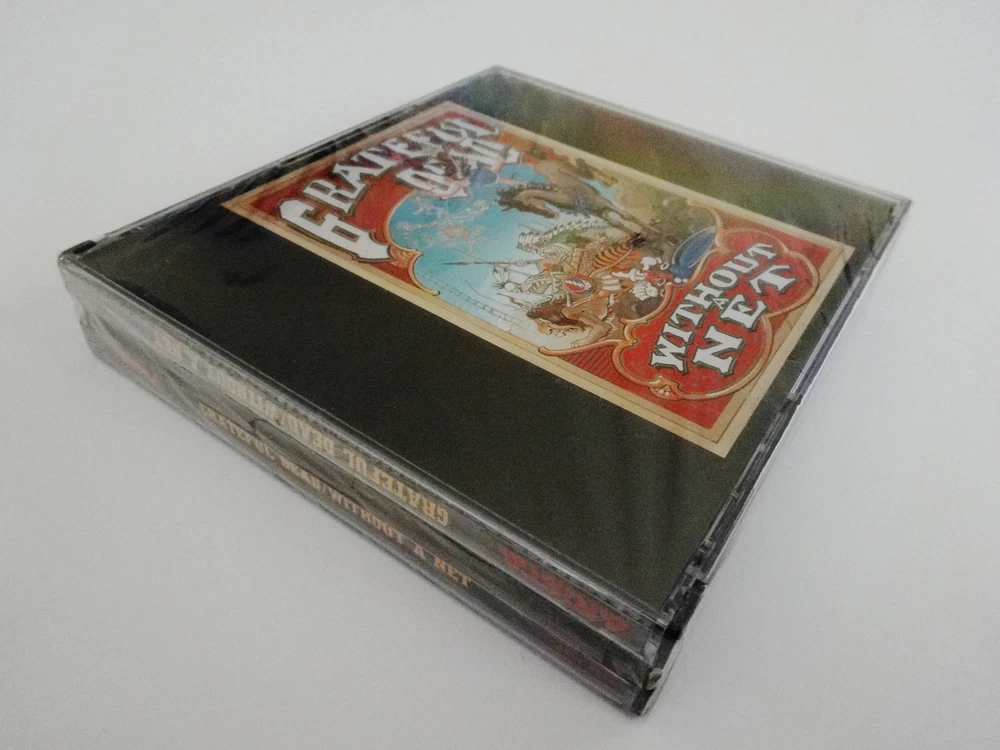 GRATEFUL
DEAD
WITHOUT
A
NET
GRATEFUL DEAD/WITHOUT A NET
GRATEFUL DEAD/WITHOUT A NET